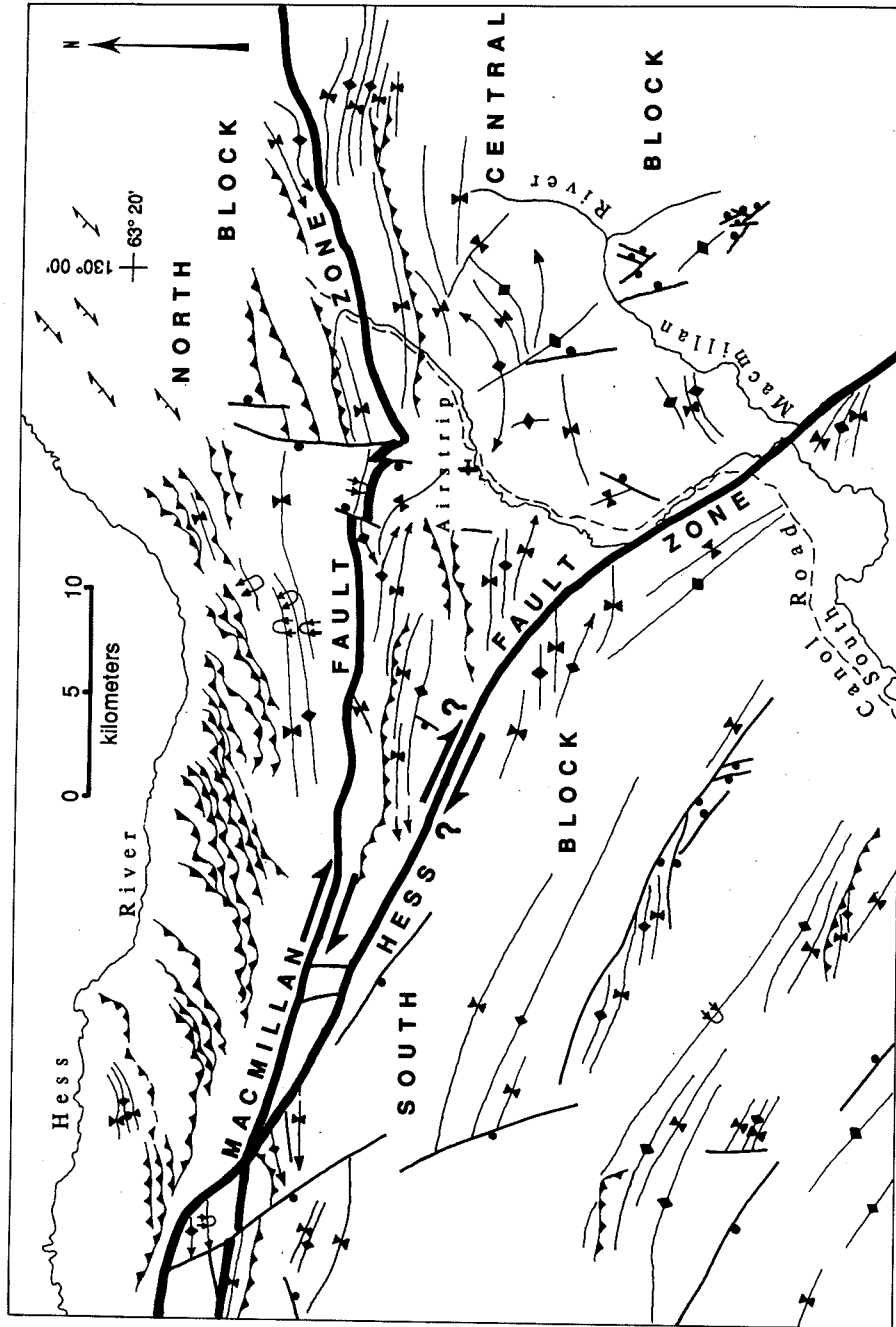 N
Hess
River
NORTH
BLOCK
130° 00'
63° 20'
0 5 10
kilometers
MACMILLAN FAULT ZONE
CENTRAL
BLOCK
River
Macmillan
South
Airstrip
HESS FAULT ZONE
?
?
SOUTH
BLOCK
Canol
Road